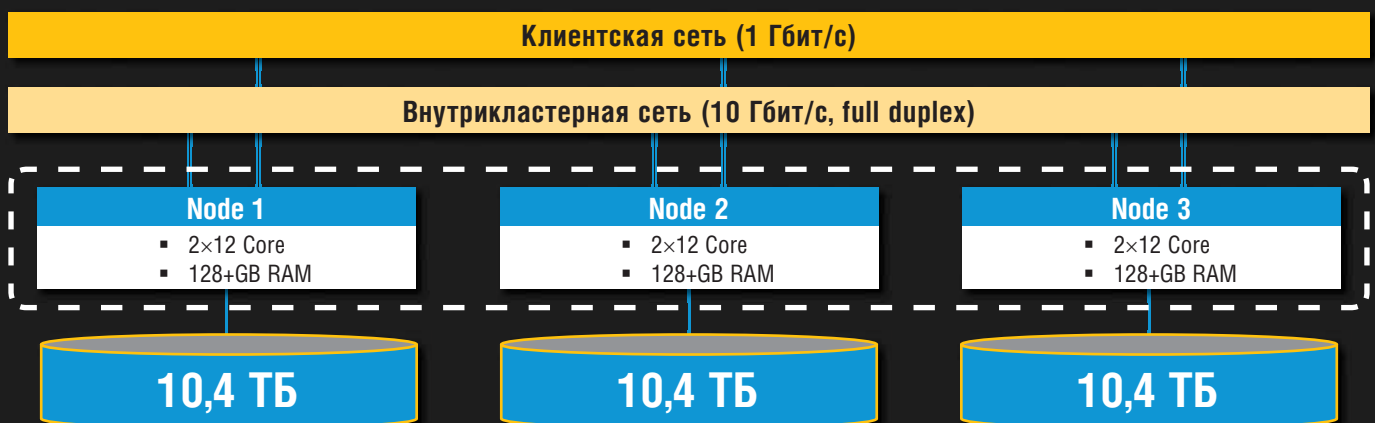 Клиентская сеть (1 Гбит/с)
Внутрикластерная сеть (10 Гбит/с, full duplex)
Node 1
▪ 2×12 Core
▪ 128+GB RAM
Node 2
▪ 2×12 Core
▪ 128+GB RAM
Node 3
▪ 2×12 Core
▪ 128+GB RAM
10,4 ТБ
10,4 ТБ
10,4 ТБ